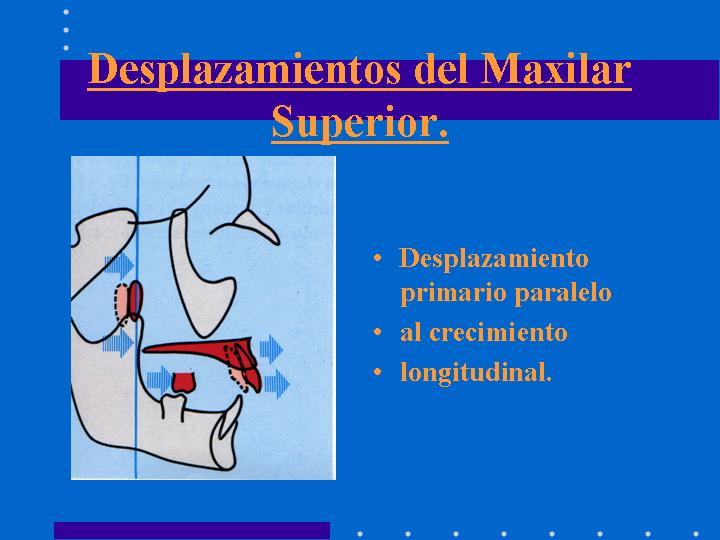 Desplazamientos del Maxilar
Superior.
• Desplazamiento
primario paralelo
• al crecimiento
• longitudinal.